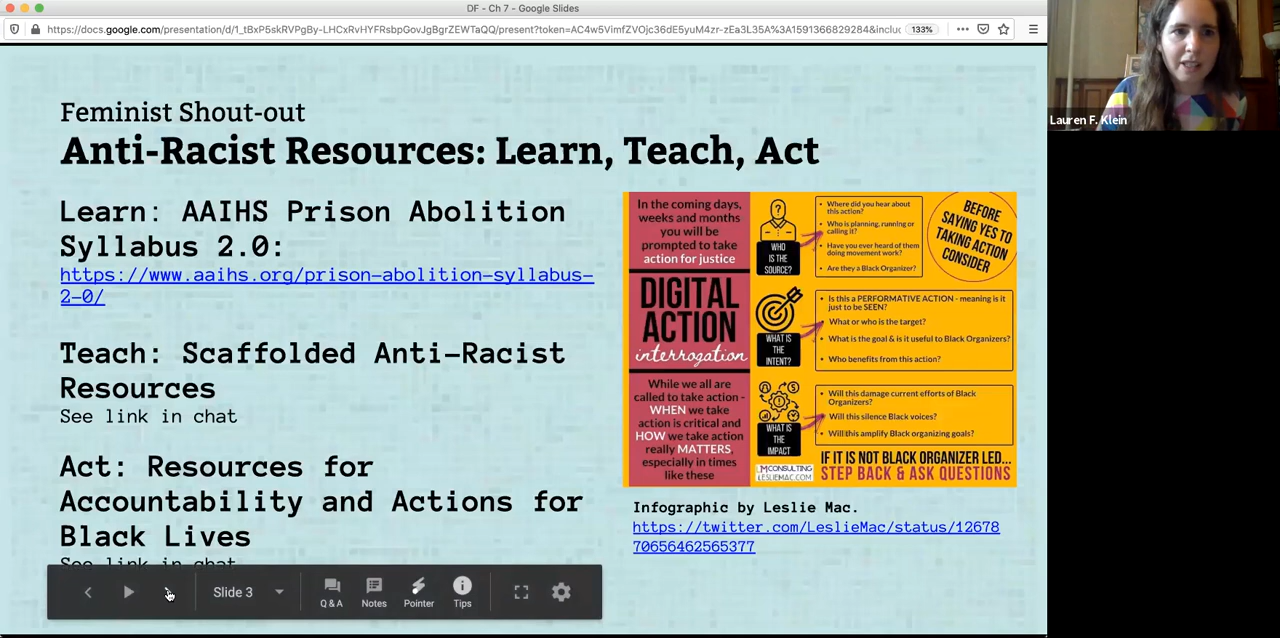 DF - Ch 7 - Google Slides
https://docs.google.com/presentation/d/1_tBxP5skRVPgBy-LHCxRvHYFRsbpGovJgBgrZEWTaQQ/present?token=AC4w5VimfZVOjc36dE5yuM4zr-zEa3L35A%3A1591366829284&incluc
133%
Lauren F. Klein
Feminist Shout-out
Anti-Racist Resources: Learn, Teach, Act
Learn: AAIHS Prison Abolition
Syllabus 2.0:
https://www.aaihs.org/prison-abolition-syllabus-
2-0/
Teach: Scaffolded Anti-Racist
Resources
See link in chat
Act: Resources for
Accountability and Actions for
Black Lives
See link in chat
In the coming days,
weeks and months
you will be
prompted to take
action for justice
DIGITAL
ACTION
interrogation
While we all are
called to take action -
WHEN we take
action is critical and
HOW we take action
really MATTERS,
especially in times
like these
WHO
IS THE
SOURCE?
Where did you hear about
this action?
Who is planning, running or
calling it?
Have you ever heard of them
doing movement work?
Are they a Black Organizer?
BEFORE
SAYING YES TO
TAKING ACTION
CONSIDER
WHAT IS
THE
INTENT?
Is this a PERFORMATIVE ACTION - meaning is it
just to be SEEN?
What or who is the target?
What is the goal & is it useful to Black Organizers?
Who benefits from this action?
WHAT IS
THE
IMPACT
Will this damage current efforts of Black
Organizers?
Will this silence Black voices?
Will this amplify Black organizing goals?
LMCONSULTING
LESLIEMAC.COM
IF IT IS NOT BLACK ORGANIZER LED...
STEP BACK & ASK QUESTIONS
Infographic by Leslie Mac.
https://twitter.com/LeslieMac/status/12678
70656462565377
Slide 3
Q & A
Notes
Pointer
Tips